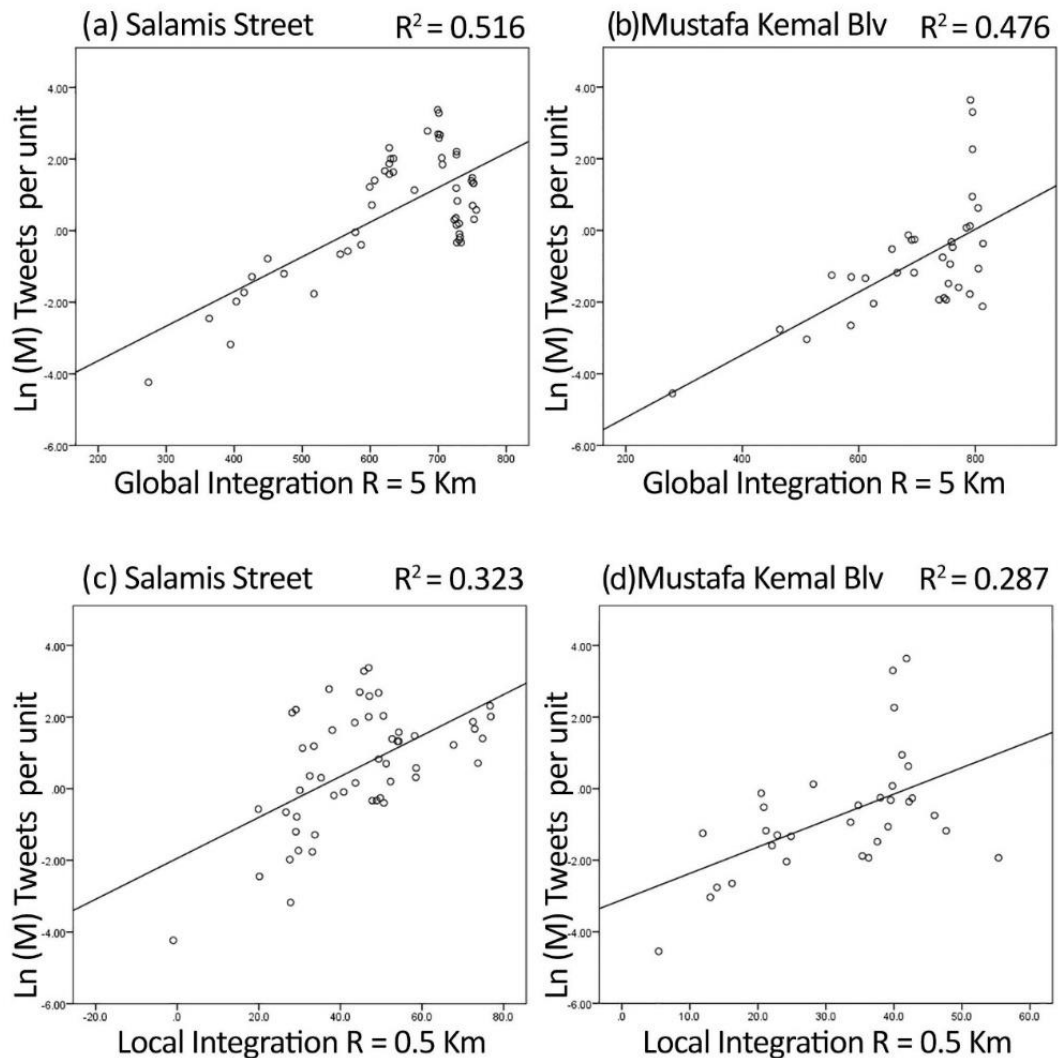 (a) Salamis Street R² = 0.516
Ln (M) Tweets per unit
4.00
2.00
.00
-2.00
-4.00
-6.00
200 300 400 500 600 700 800
Global Integration R = 5 Km
(b)Mustafa Kemal Blv R² = 0.476
Ln (M) Tweets per unit
4.00
2.00
.00
-2.00
-4.00
-6.00
200 400 600 800
Global Integration R = 5 Km
(c) Salamis Street R² = 0.323
Ln (M) Tweets per unit
4.00
2.00
.00
-2.00
-4.00
-6.00
-20.0 .0 20.0 40.0 60.0 80.0
Local Integration R = 0.5 Km
(d)Mustafa Kemal Blv R² = 0.287
Ln (M) Tweets per unit
4.00
2.00
.00
-2.00
-4.00
-6.00
.0 10.0 20.0 30.0 40.0 50.0 60.0
Local Integration R = 0.5 Km